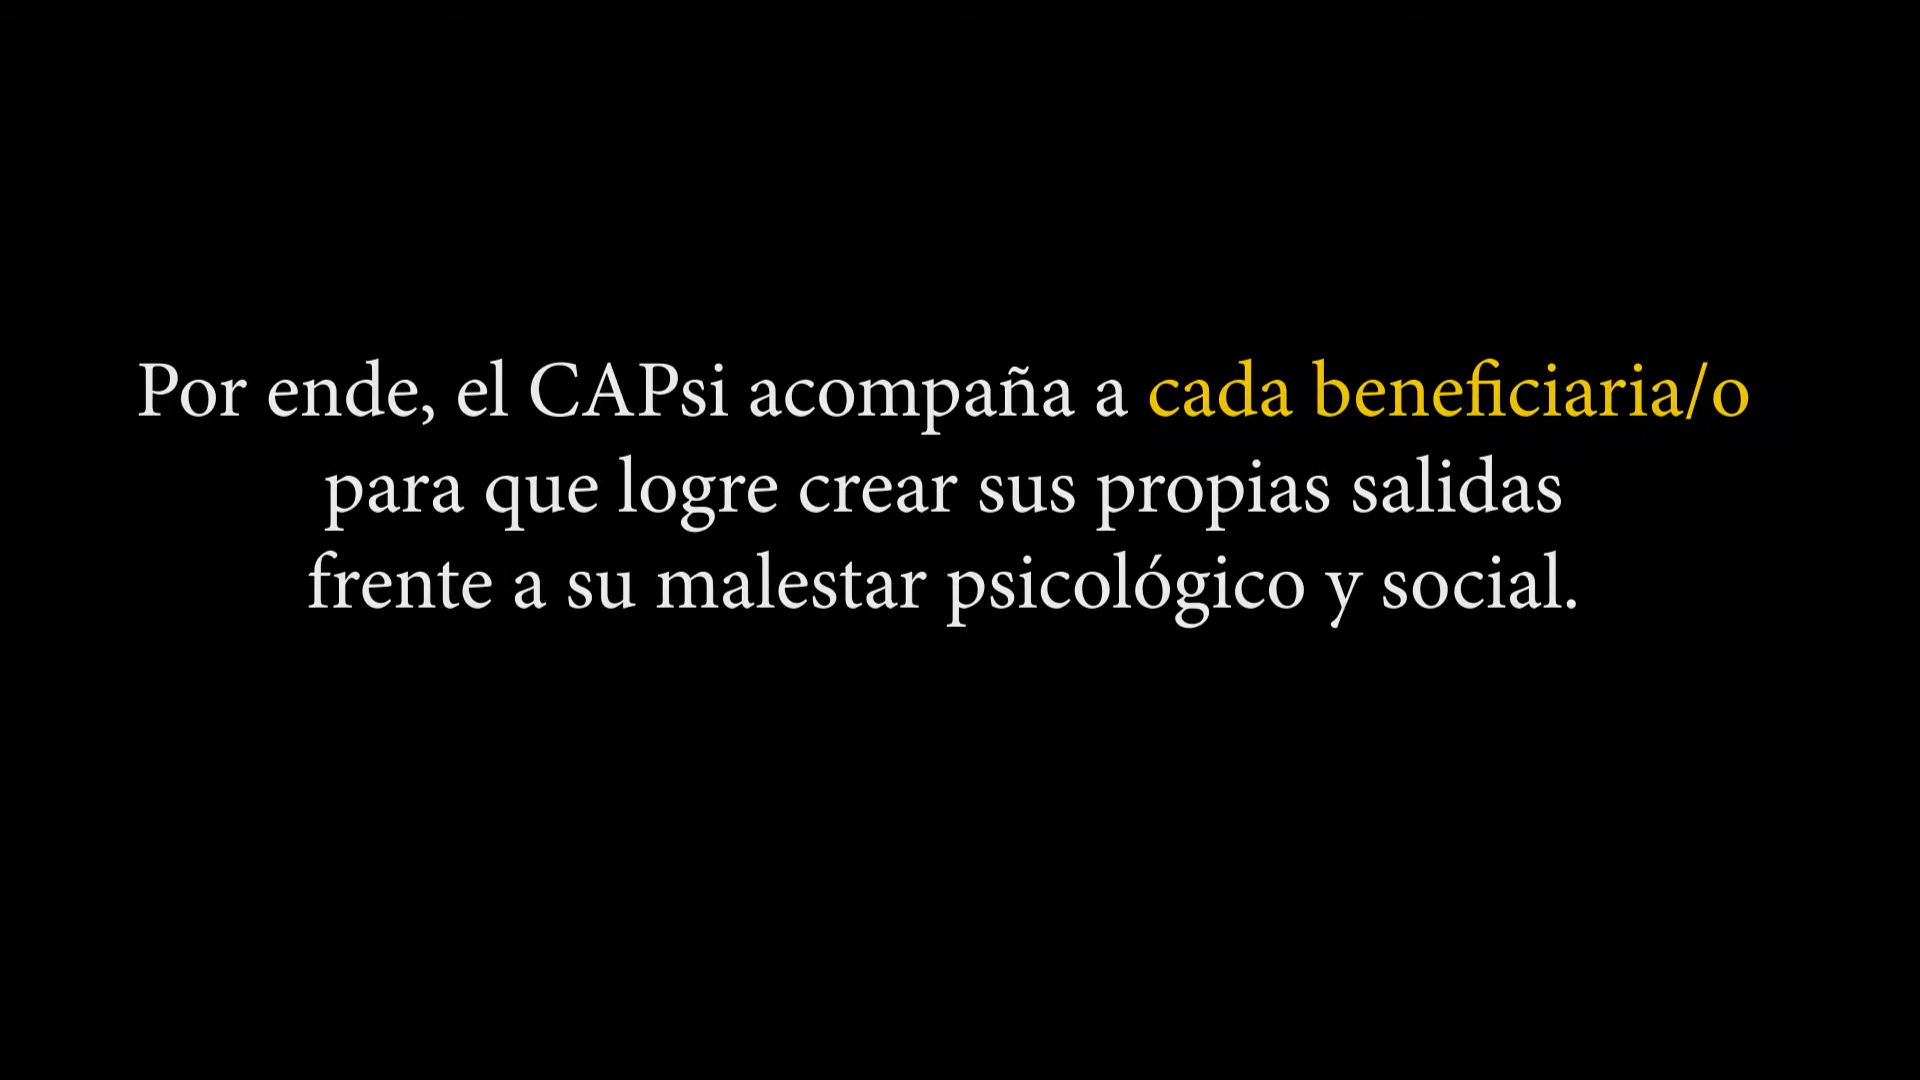 Por ende, el CAPsi acompaña a cada beneficiaria/o
para que logre crear sus propias salidas
frente a su malestar psicológico y social.